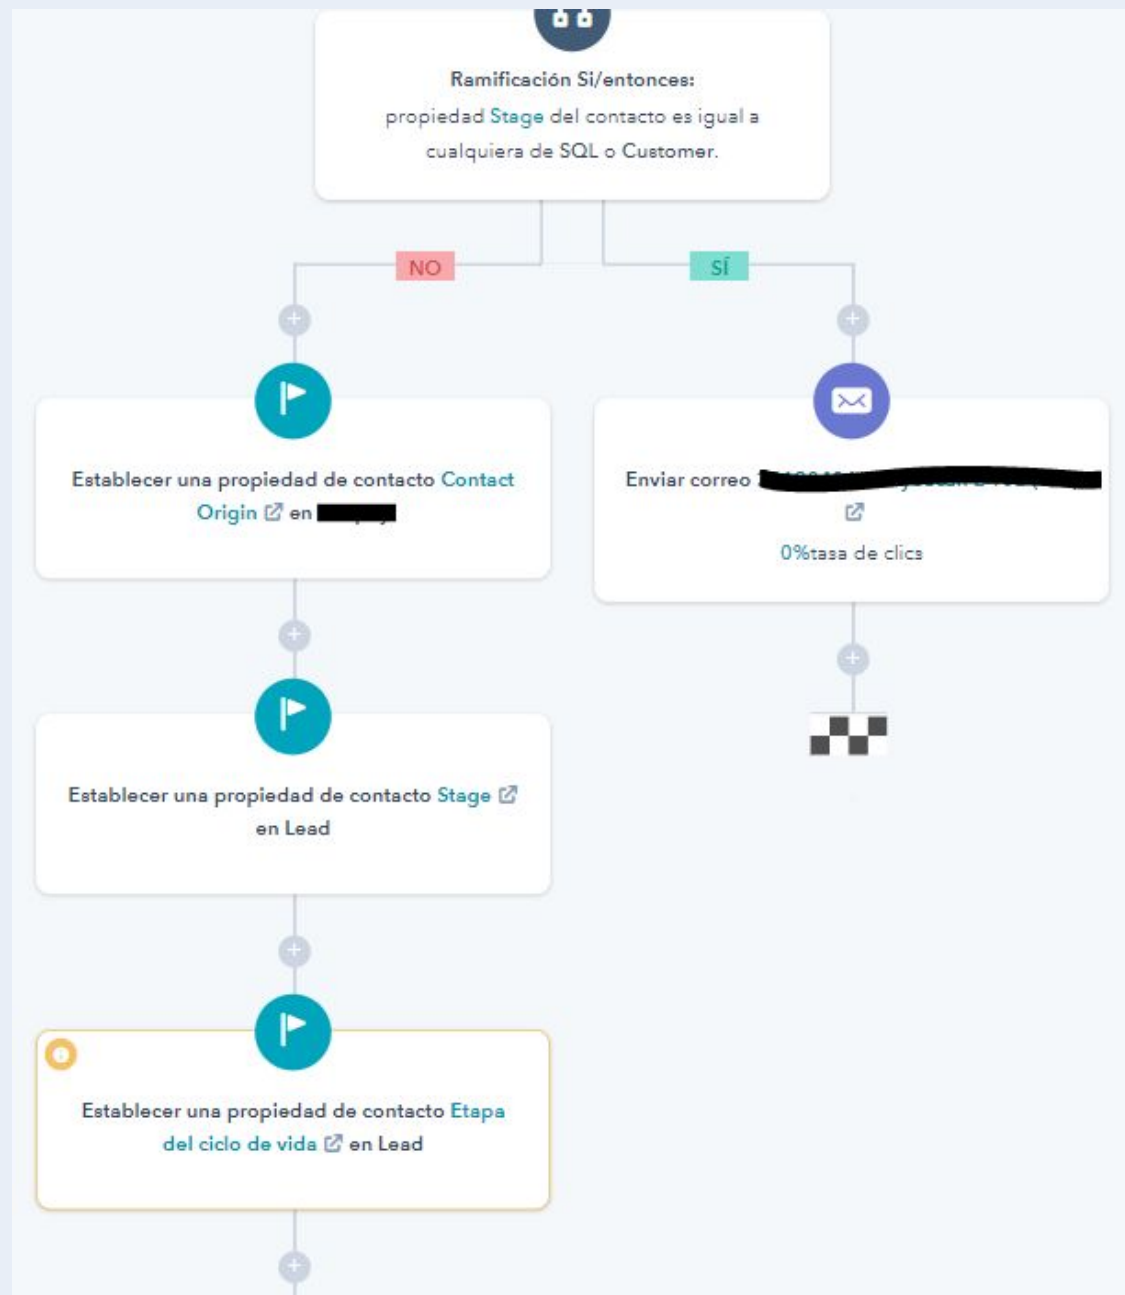 Ramificación Si/entonces:
propiedad Stage del contacto es igual a
cualquiera de SQL o Customer.
NO
SÍ
Establecer una propiedad de contacto Contact
Origin en
Enviar correo
0%tasa de clics
Establecer una propiedad de contacto Stage
en Lead
Establecer una propiedad de contacto Etapa
del ciclo de vida en Lead